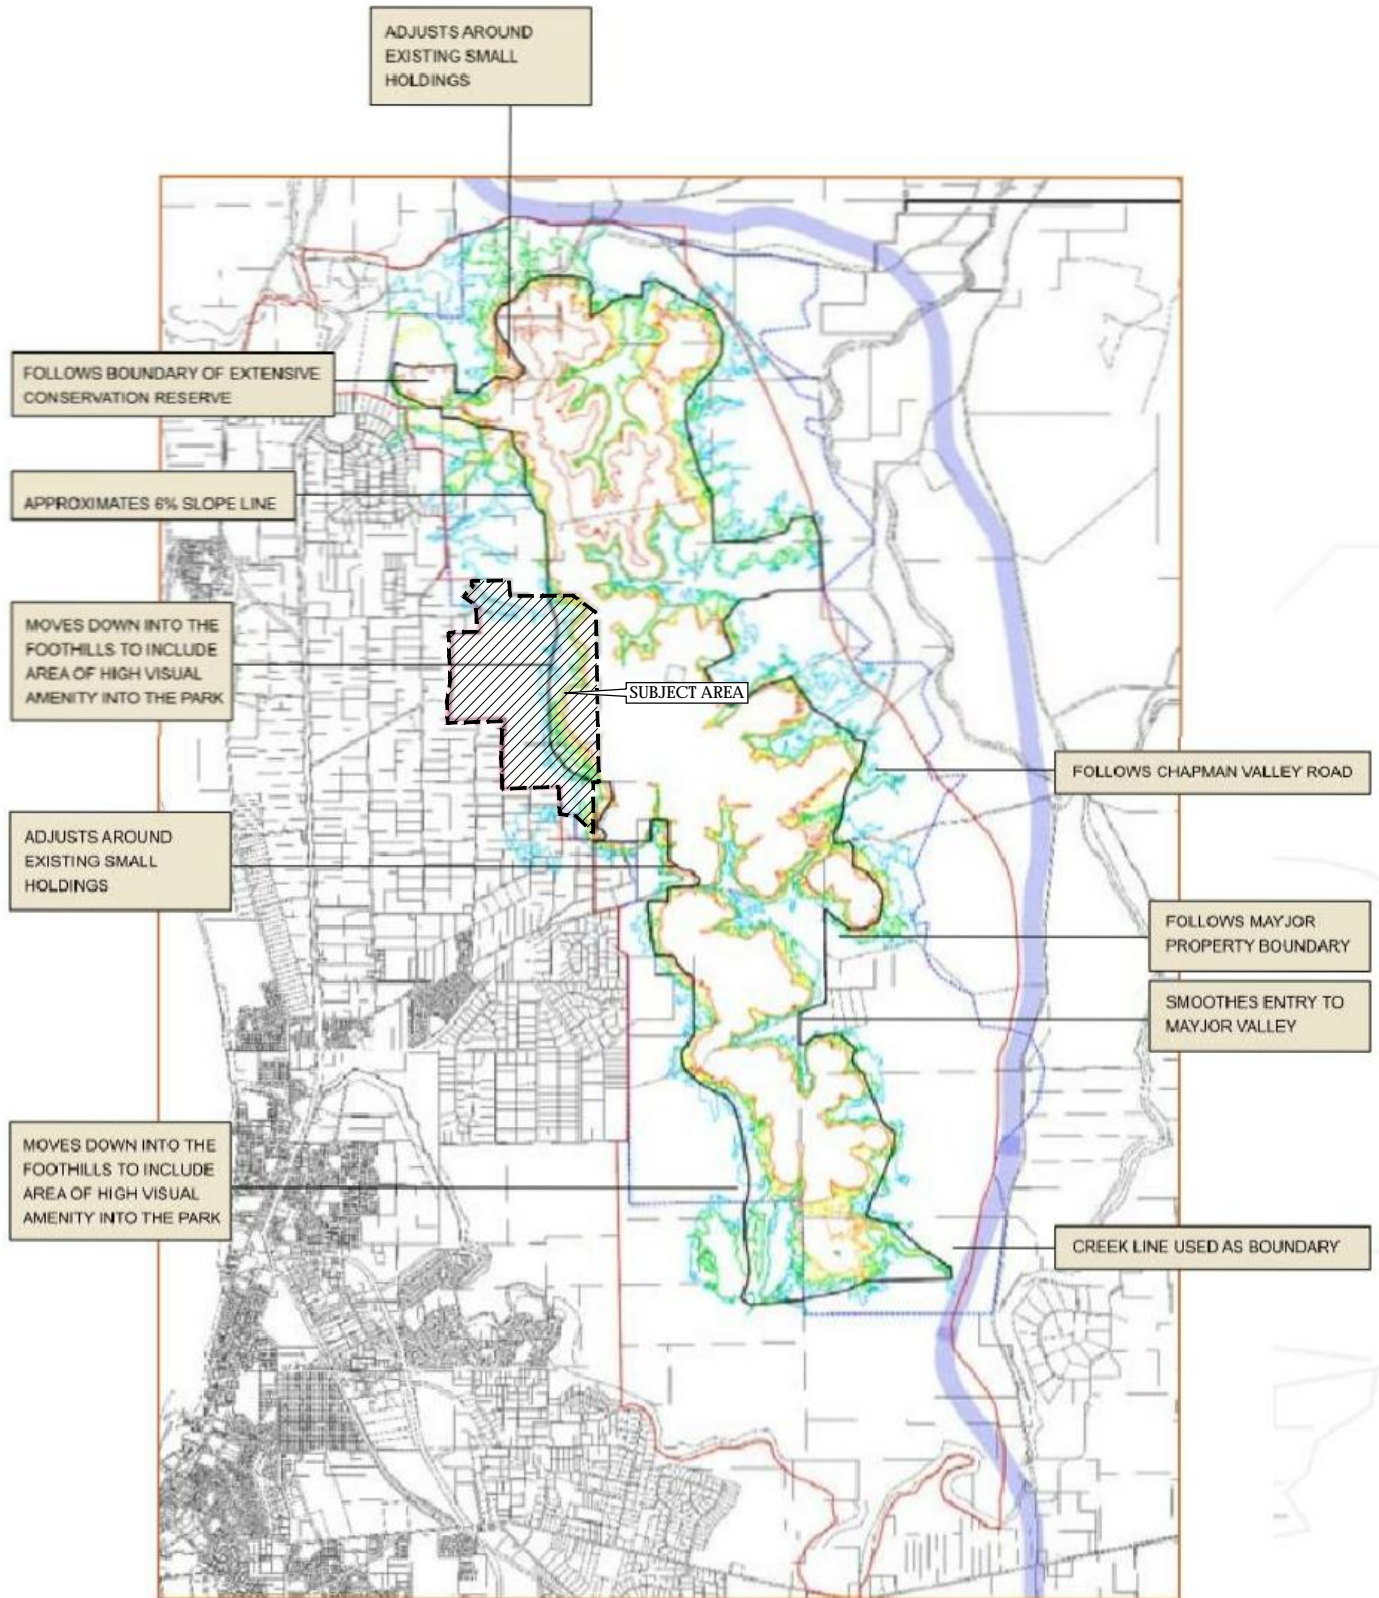 ADJUSTS AROUND
EXISTING SMALL
HOLDINGS
FOLLOWS BOUNDARY OF EXTENSIVE
CONSERVATION RESERVE
APPROXIMATES 6% SLOPE LINE
MOVES DOWN INTO THE
FOOTHILLS TO INCLUDE
AREA OF HIGH VISUAL
AMENITY INTO THE PARK
SUBJECT AREA
FOLLOWS CHAPMAN VALLEY ROAD
ADJUSTS AROUND
EXISTING SMALL
HOLDINGS
FOLLOWS MAYJOR
PROPERTY BOUNDARY
SMOOTHES ENTRY TO
MAYJOR VALLEY
MOVES DOWN INTO THE
FOOTHILLS TO INCLUDE
AREA OF HIGH VISUAL
AMENITY INTO THE PARK
CREEK LINE USED AS BOUNDARY